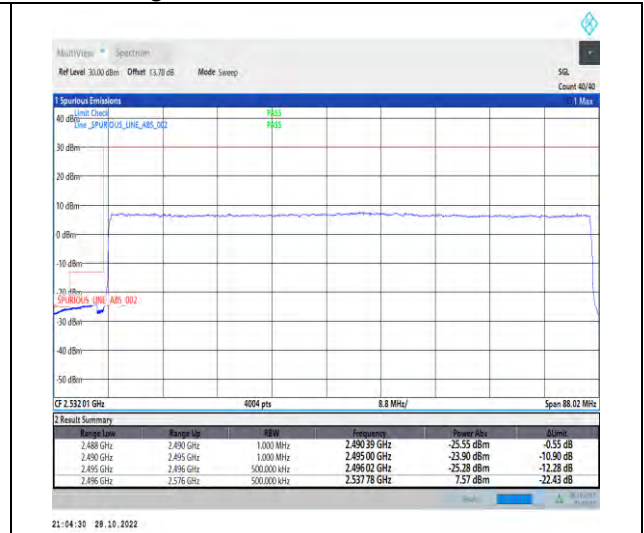 MultiView Spectrum
Ref Level 30.00 dBm Offset 13.78 dB Mode Sweep SGL
Count 40/40
1 Spurious Emissions 1 Max
Limit Check PASS
40 dBm
Line _SPURIOUS_LINE_ABS_002 PASS
30 dBm
20 dBm
10 dBm
0 dBm
-10 dBm
-20 dBm
_SPURIOUS_LINE_ABS_002
-30 dBm
-40 dBm
-50 dBm
CF 2.532 01 GHz 4004 pts 8.8 MHz/ Span 88.02 MHz
2 Result Summary
Range Low Range Up RBW Frequency Power Abs ΔLimit
2.488 GHz 2.490 GHz 1.000 MHz 2.490 39 GHz -25.55 dBm -0.55 dB
2.490 GHz 2.495 GHz 1.000 MHz 2.495 00 GHz -23.90 dBm -10.90 dB
2.495 GHz 2.496 GHz 500.000 kHz 2.496 02 GHz -25.28 dBm -12.28 dB
2.496 GHz 2.576 GHz 500.000 kHz 2.537 78 GHz 7.57 dBm -22.43 dB
21:04:30 28.10.2022